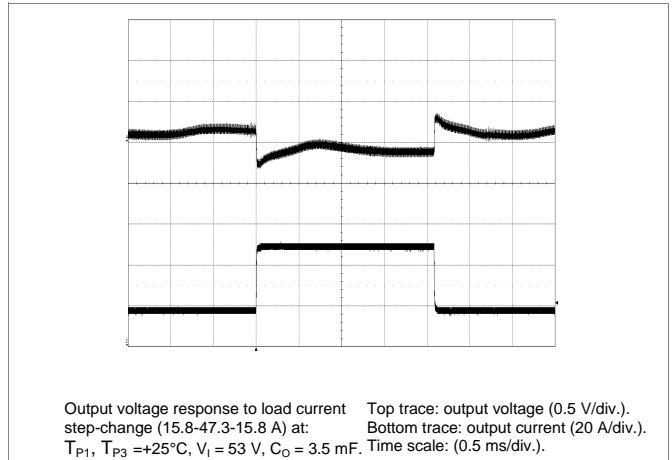 Output voltage response to load current
step-change (15.8-47.3-15.8 A) at:
TP1, TP3 =+25°C, VI = 53 V, CO = 3.5 mF.
Top trace: output voltage (0.5 V/div.).
Bottom trace: output current (20 A/div.).
Time scale: (0.5 ms/div.).